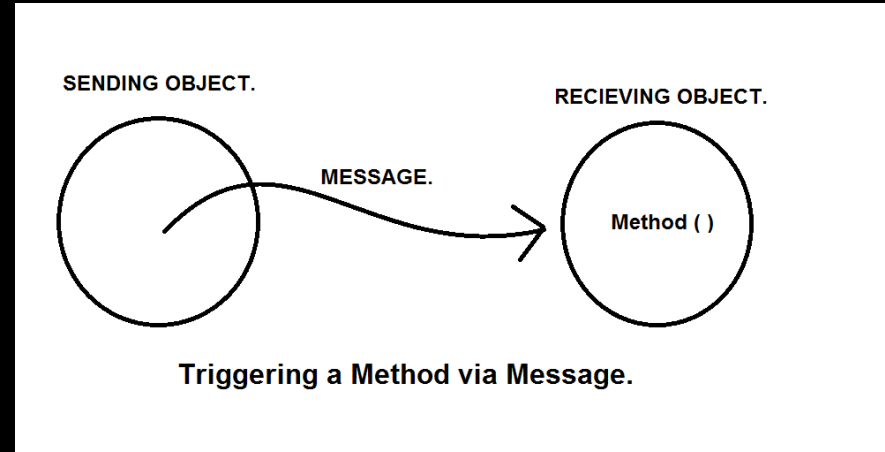 SENDING OBJECT.
RECIEVING OBJECT.
MESSAGE.
Method ( )
Triggering a Method via Message.